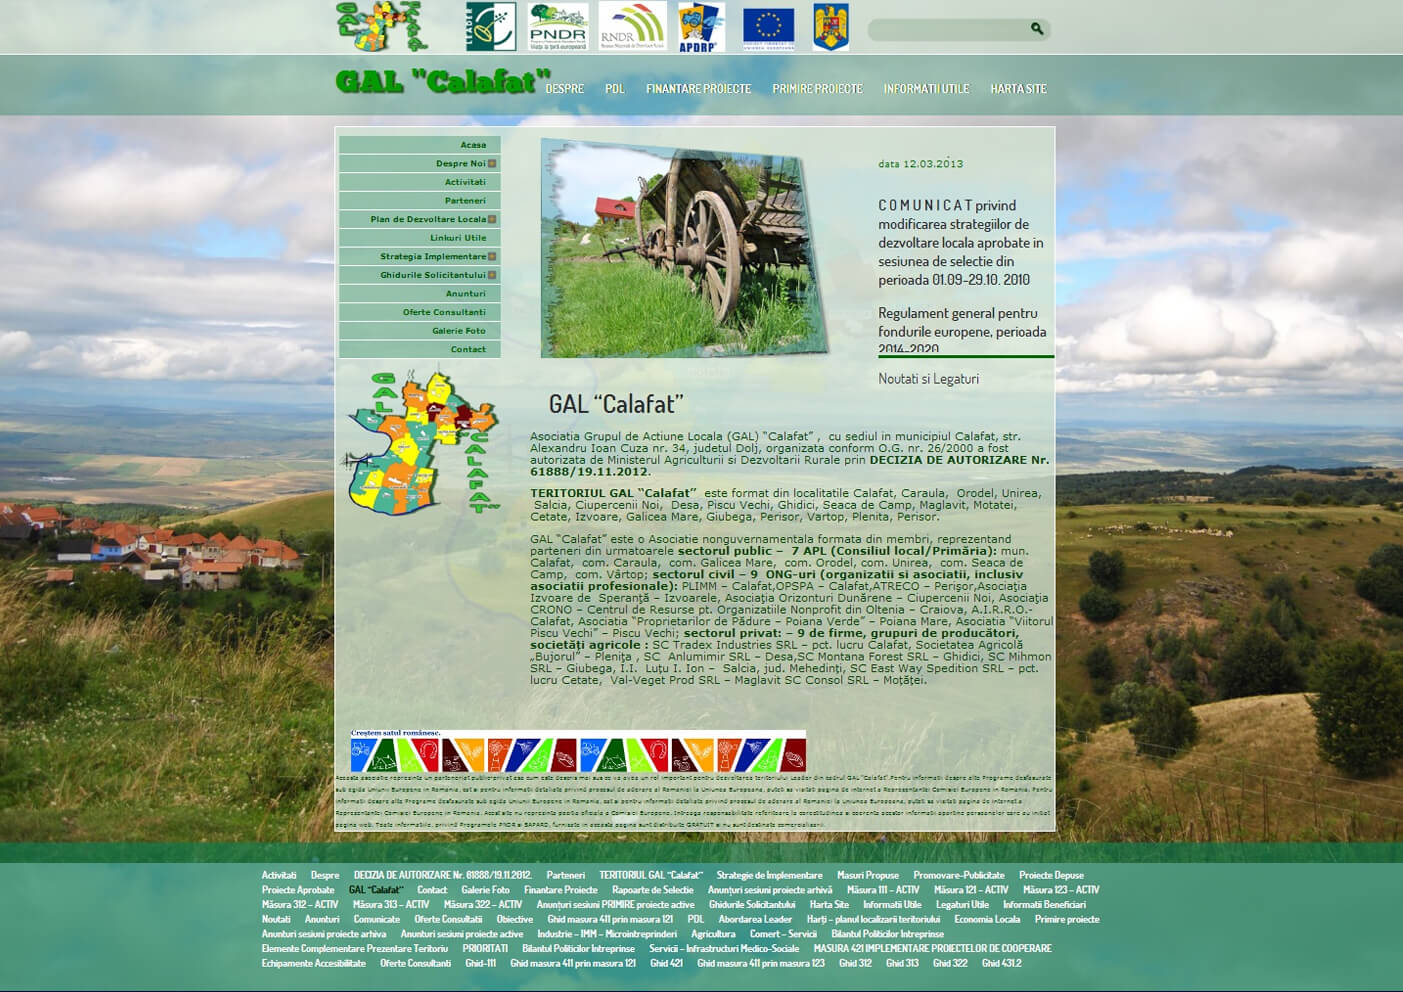 GAL
LEADER
PNDR
Viața la țară europeană
RNDR
APDRP
GAL "Calafat"
DESPRE PDL FINANTARE PROIECTE PRIMIRE PROIECTE INFORMATII UTILE HARTA SITE
Acasa
Despre Noi
Activitati
Parteneri
Plan de Dezvoltare Locala
Linkuri Utile
Strategia Implementare
Ghidurile Solicitantului
Anunturi
Oferte Consultanti
Galerie Foto
Contact
GAL
CALAFAT
data 12.03.2013
C O M U N I C A T privind
modificarea strategiilor de
dezvoltare locala aprobate in
sesiunea de selectie din
perioada 01.09-29.10. 2010
Regulament general pentru
fondurile europene, perioada
2014-2020
Noutati si Legaturi
GAL “Calafat”
Asociatia Grupul de Actiune Locala (GAL) “Calafat” , cu sediul in municipiul Calafat, str.
Alexandru Ioan Cuza nr. 34, judetul Dolj, organizata conform O.G. nr. 26/2000 a fost
autorizata de Ministerul Agriculturii si Dezvoltarii Rurale prin DECIZIA DE AUTORIZARE Nr.
61888/19.11.2012.
TERITORIUL GAL “Calafat” este format din localitatile Calafat, Caraula, Orodel, Unirea,
Salcia, Ciupercenii Noi, Desa, Piscu Vechi, Ghidici, Seaca de Camp, Maglavit, Motatei,
Cetate, Izvoare, Galicea Mare, Giubega, Perisor, Vartop, Plenita, Perisor.
GAL “Calafat” este o Asociatie nonguvernamentala formata din membri, reprezentand
parteneri din urmatoarele sectorul public – 7 APL (Consiliul local/Primăria): mun.
Calafat, com. Caraula, com. Galicea Mare, com. Orodel, com. Unirea, com. Seaca de
Camp, com. Vârtop; sectorul civil – 9 ONG-uri (organizatii si asociatii, inclusiv
asociatii profesionale): PLIMM – Calafat,OPSPA – Calafat,ATRECO – Perişor,Asociaţia
Izvoare de Speranţă – Izvoarele, Asociaţia Orizonturi Dunărene – Ciupercenii Noi, Asociaţia
CRONO – Centrul de Resurse pt. Organizatiile Nonprofit din Oltenia – Craiova, A.I.R.R.O.-
Calafat, Asociatia “Proprietarilor de Pădure – Poiana Verde” – Poiana Mare, Asociatia “Viitorul
Piscu Vechi” – Piscu Vechi; sectorul privat: – 9 de firme, grupuri de producători,
societăți agricole : SC Tradex Industries SRL – pct. lucru Calafat, Societatea Agricolă
„Bujorul” – Pleniţa , SC Anlumimir SRL – Desa,SC Montana Forest SRL – Ghidici, SC Mihmon
SRL – Giubega, I.I. Luţu I. Ion – Salcia, jud. Mehedinți, SC East Way Spedition SRL – pct.
lucru Cetate, Val-Veget Prod SRL – Maglavit SC Consol SRL – Moţăţei.
Creștem satul românesc.
Activitati Despre DECIZIA DE AUTORIZARE Nr. 61888/19.11.2012. Parteneri TERITORIUL GAL “Calafat” Strategie de Implementare Masuri Propuse Promovare-Publicitate Proiecte Depuse
Proiecte Aprobate GAL “Calafat” Contact Galerie Foto Finantare Proiecte Rapoarte de Selectie Anunțuri sesiuni proiecte arhivă Măsura 111 – ACTIV Măsura 121 – ACTIV Măsura 123 – ACTIV
Măsura 312 – ACTIV Măsura 313 – ACTIV Măsura 322 – ACTIV Anunțuri sesiuni PRIMIRE proiecte active Ghidurile Solicitantului Harta Site Informatii Utile Legaturi Utile Informatii Beneficiari
Noutati Anunturi Comunicate Oferte Consultatii Obiective Ghid masura 411 prin masura 121 PDL Abordarea Leader Harți – planul localizarii teritoriului Economia Locala Primire proiecte
Anunturi sesiuni proiecte arhiva Anunturi sesiuni proiecte active Industrie – IMM – Microintreprinderi Agricultura Comert – Servicii Bilantul Politicilor Intreprinse
Elemente Complementare Prezentare Teritoriu PRIORITATI Bilantul Politicilor Intreprinse Servicii – Infrastructuri Medico-Sociale MASURA 421 IMPLEMENTARE PROIECTELOR DE COOPERARE
Echipamente Accesibilitate Oferte Consultanti Ghid-111 Ghid masura 411 prin masura 121 Ghid 421 Ghid masura 411 prin masura 123 Ghid 312 Ghid 313 Ghid 322 Ghid 431.2